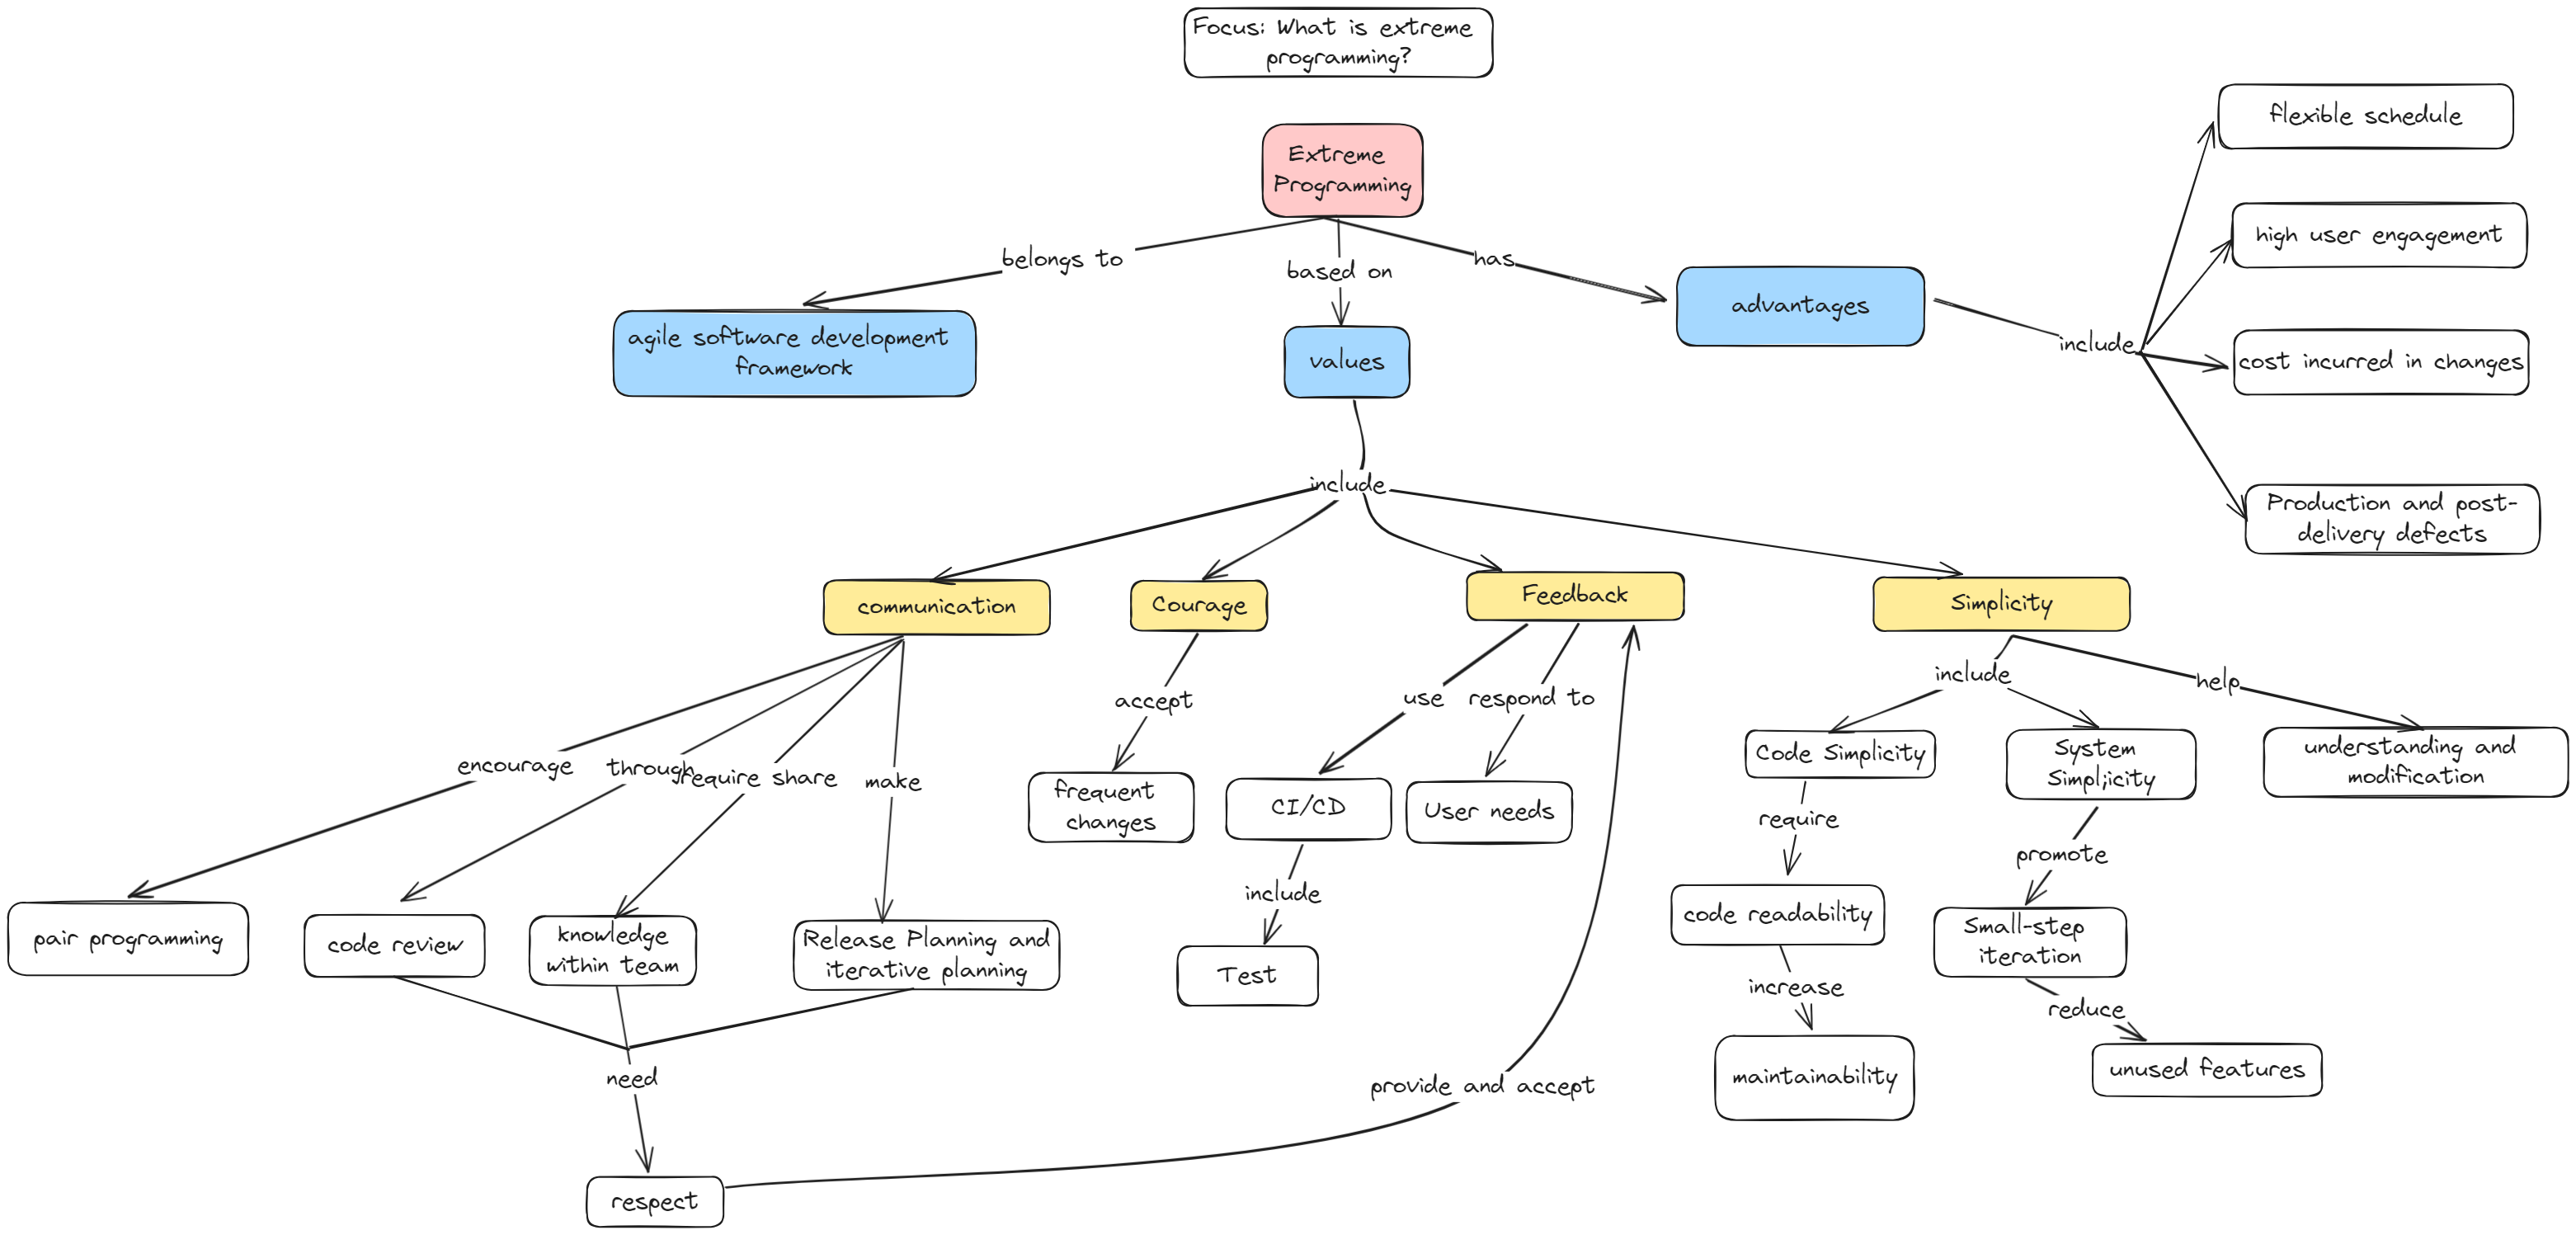 Focus: What is extreme
programming?
Extreme
Programming
belongs to
based on
has
agile software development
framework
values
advantages
include
flexible schedule
high user engagement
cost incurred in changes
Production and post-
delivery defects
include
communication
Courage
Feedback
Simplicity
encourage
through
require share
make
accept
use
respond to
include
help
pair programming
code review
knowledge
within team
Release Planning and
iterative planning
frequent
changes
CI/CD
User needs
Code Simplicity
System
Simpl;icity
understanding and
modification
include
Test
require
promote
code readability
Small-step
iteration
increase
reduce
maintainability
unused features
need
provide and accept
respect